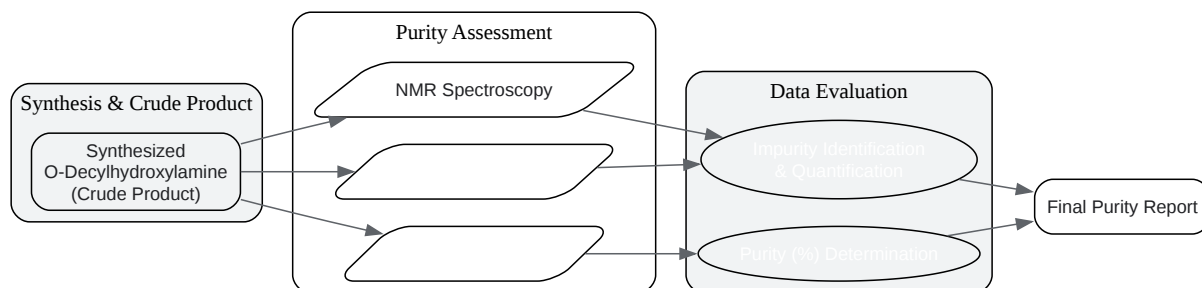 Purity Assessment
Synthesis & Crude Product
Synthesized
O-Decylhydroxylamine
(Crude Product)
NMR Spectroscopy
Data Evaluation
Impurity Identification
& Quantification
Purity (%) Determination
Final Purity Report